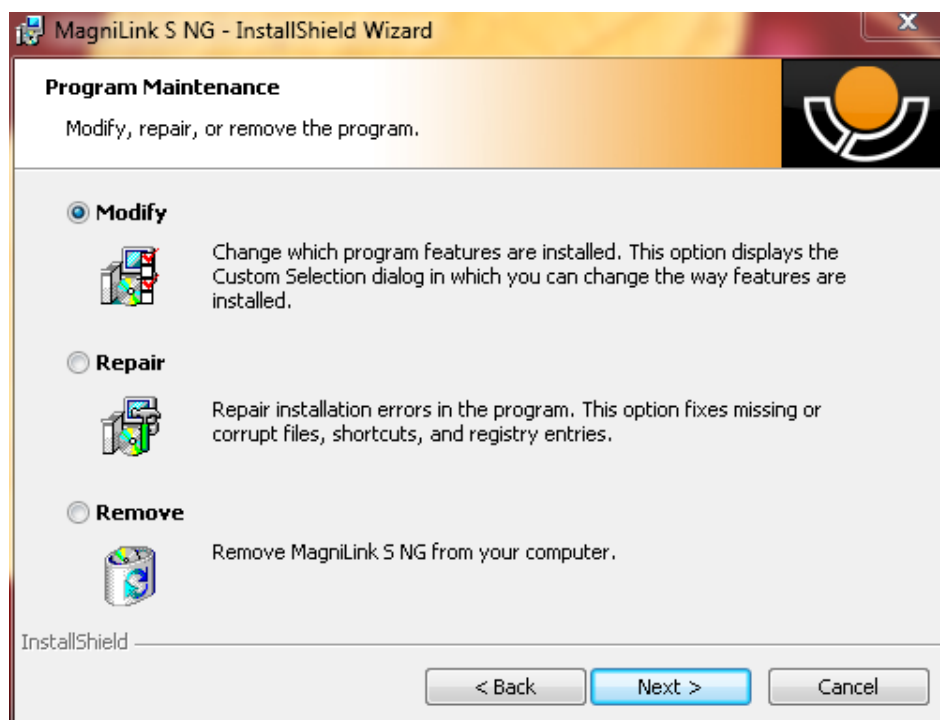 MagniLink S NG - InstallShield Wizard
X
Program Maintenance
Modify, repair, or remove the program.
Modify
Change which program features are installed. This option displays the
Custom Selection dialog in which you can change the way features are
installed.
Repair
Repair installation errors in the program. This option fixes missing or
corrupt files, shortcuts, and registry entries.
Remove
Remove MagniLink S NG from your computer.
InstallShield
< Back
Next >
Cancel